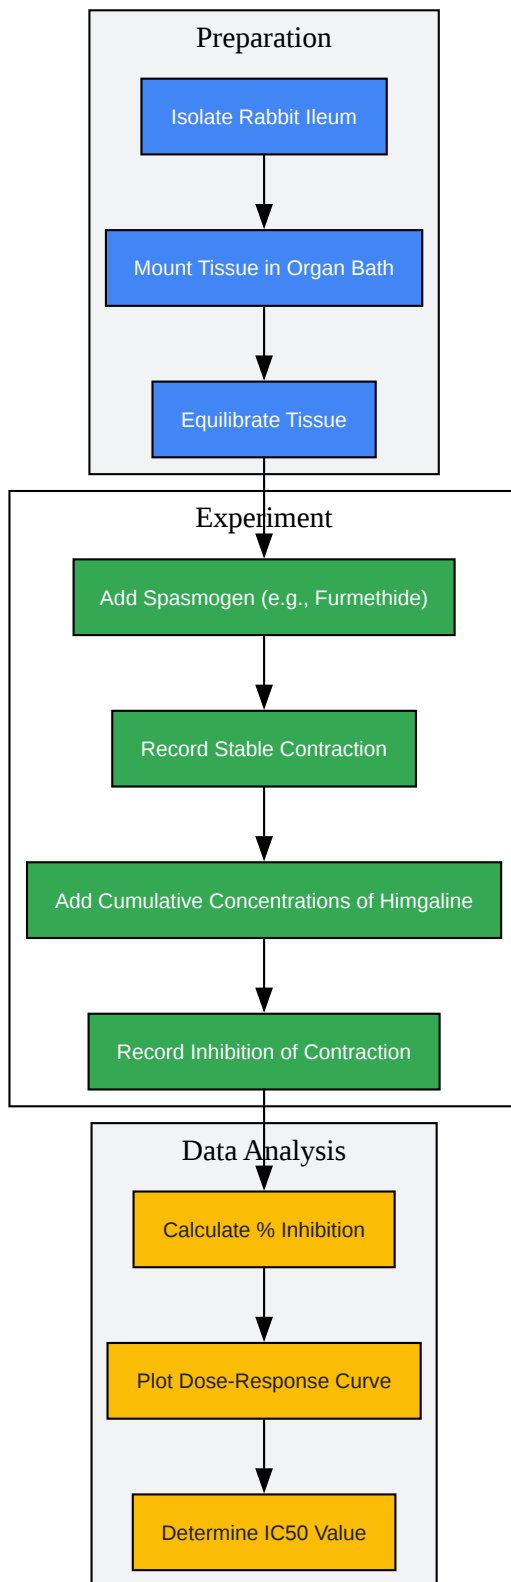 Preparation
Isolate Rabbit Ileum
Mount Tissue in Organ Bath
Equilibrate Tissue
Experiment
Add Spasmogen (e.g., Furmethide)
Record Stable Contraction
Add Cumulative Concentrations of Himgaline
Record Inhibition of Contraction
Data Analysis
Calculate % Inhibition
Plot Dose-Response Curve
Determine IC50 Value